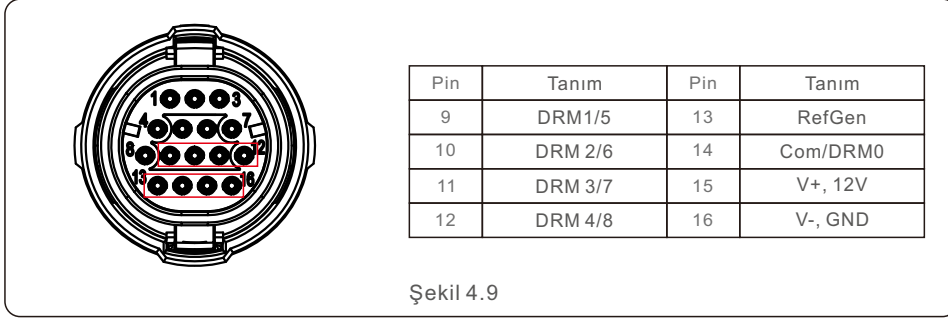 1 3
4 7
8 12
13 16
Pin Tanım Pin Tanım
9 DRM1/5 13 RefGen
10 DRM 2/6 14 Com/DRM0
11 DRM 3/7 15 V+, 12V
12 DRM 4/8 16 V-, GND
Şekil 4.9